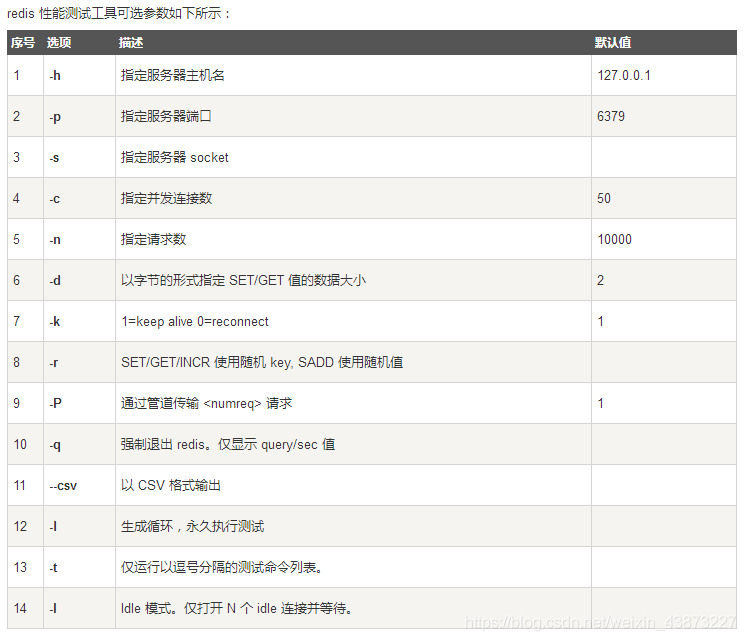 redis 性能测试工具可选参数如下所示：
序号 选项 描述 默认值
1 -h 指定服务器主机名 127.0.0.1
2 -p 指定服务器端口 6379
3 -s 指定服务器 socket
4 -c 指定并发连接数 50
5 -n 指定请求数 10000
6 -d 以字节的形式指定 SET/GET 值的数据大小 2
7 -k 1=keep alive 0=reconnect 1
8 -r SET/GET/INCR 使用随机 key, SADD 使用随机值
9 -P 通过管道传输 <numreq> 请求 1
10 -q 强制退出 redis。仅显示 query/sec 值
11 --csv 以 CSV 格式输出
12 -l 生成循环，永久执行测试
13 -t 仅运行以逗号分隔的测试命令列表。
14 -I Idle 模式。仅打开 N 个 idle 连接并等待。
https://blog.csdn.net/weixin_43873227